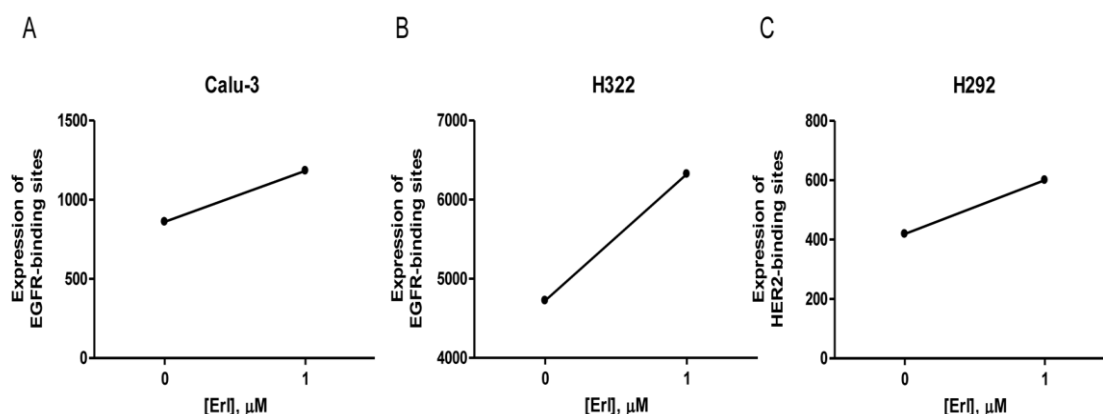 A
B
C
Calu-3
Expression of
EGFR-binding sites
1500
1000
500
0
0
1
[Erl], μM
H322
Expression of
EGFR-binding sites
7000
6000
5000
4000
0
1
[Erl], μM
H292
Expression of
HER2-binding sites
800
600
400
200
0
0
1
[Erl], μM